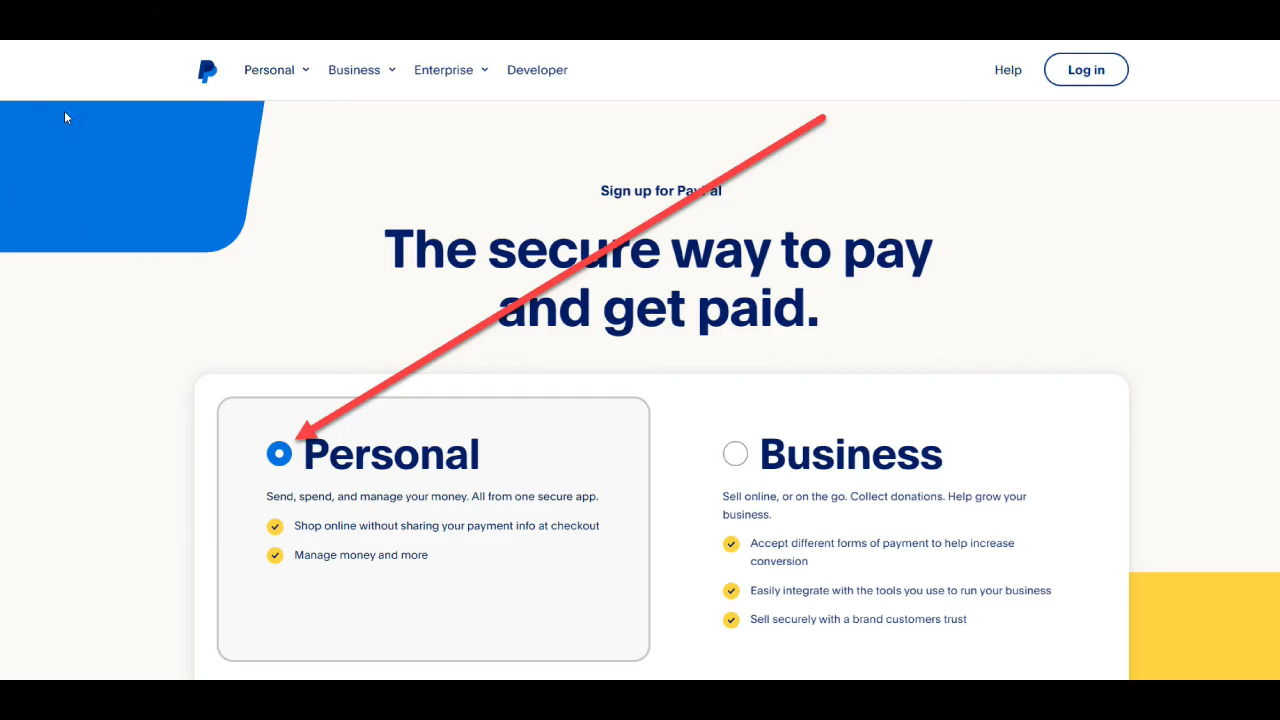 Personal
Business
Enterprise
Developer
Help
Log in
Sign up for PayPal
The secure way to pay
and get paid.
Personal
Send, spend, and manage your money. All from one secure app.
Shop online without sharing your payment info at checkout
Manage money and more
Business
Sell online, or on the go. Collect donations. Help grow your
business.
Accept different forms of payment to help increase
conversion
Easily integrate with the tools you use to run your business
Sell securely with a brand customers trust